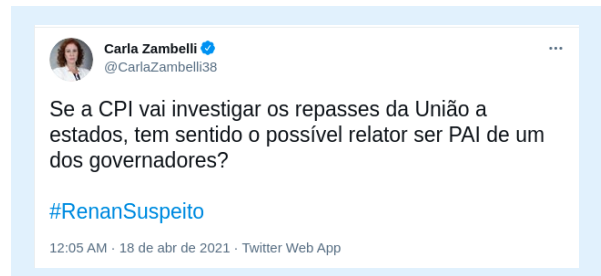 Carla Zambelli
@CarlaZambelli38
Se a CPI vai investigar os repasses da União a
estados, tem sentido o possível relator ser PAI de um
dos governadores?
#RenanSuspeito
12:05 AM · 18 de abr de 2021 · Twitter Web App